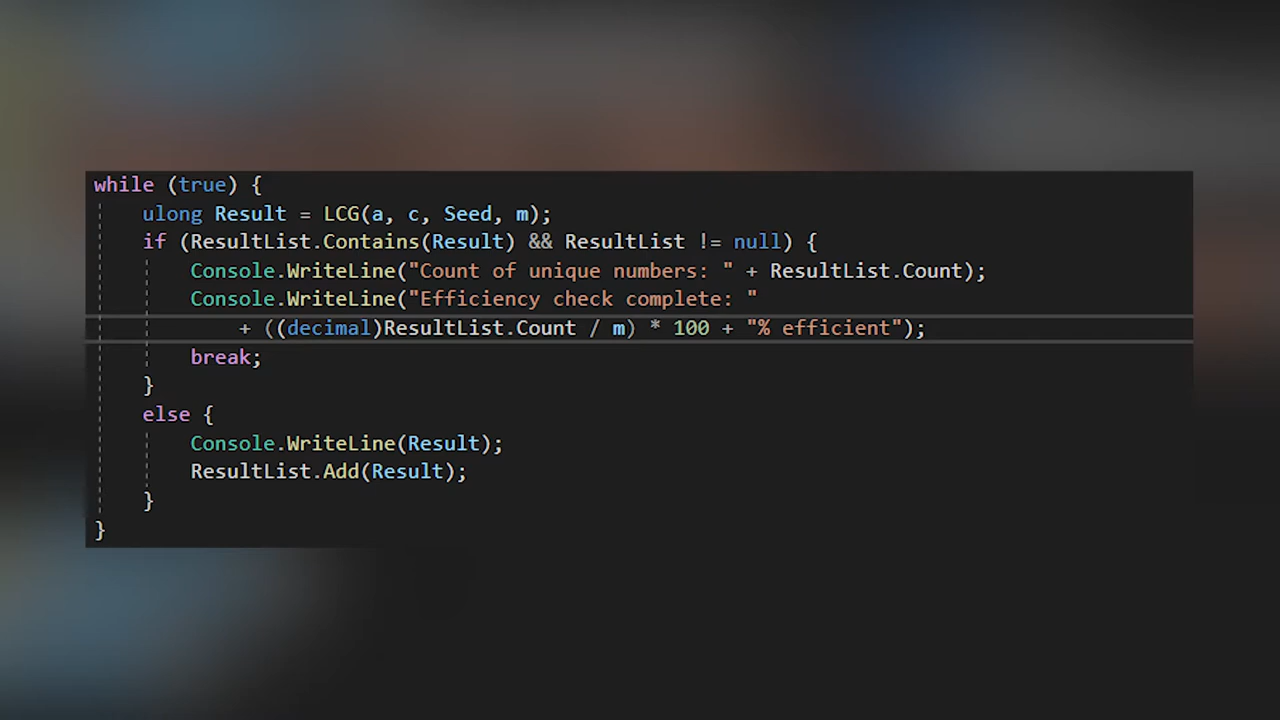 while (true) {
ulong Result = LCG(a, c, Seed, m);
if (ResultList.Contains(Result) && ResultList != null) {
Console.WriteLine("Count of unique numbers: " + ResultList.Count);
Console.WriteLine("Efficiency check complete: "
+ ((decimal)ResultList.Count / m) * 100 + "% efficient");
break;
}
else {
Console.WriteLine(Result);
ResultList.Add(Result);
}
}